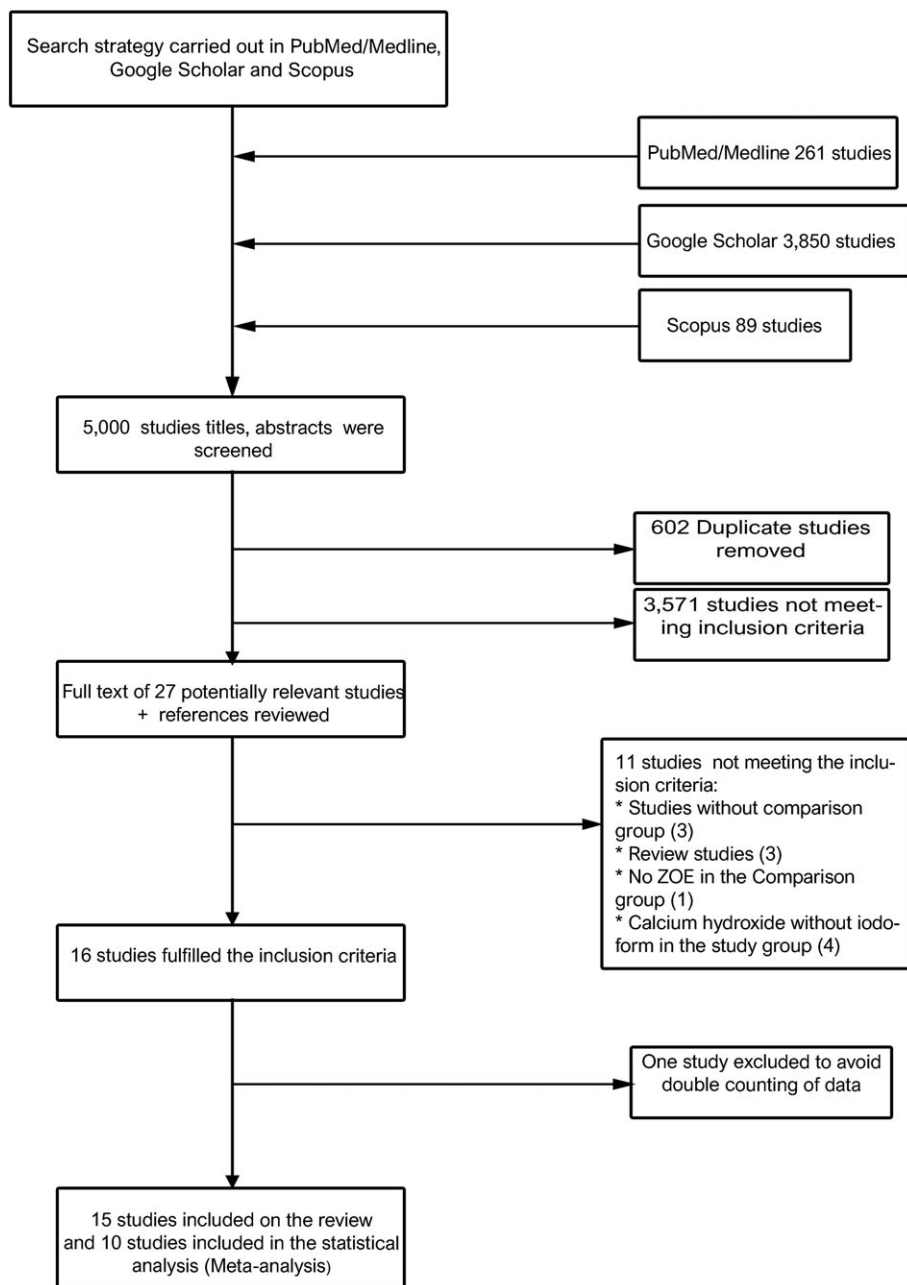 Search strategy carried out in PubMed/Medline,
Google Scholar and Scopus
PubMed/Medline 261 studies
Google Scholar 3,850 studies
Scopus 89 studies
5,000 studies titles, abstracts were
screened
602 Duplicate studies
removed
3,571 studies not meet-
ing inclusion criteria
Full text of 27 potentially relevant studies
+ references reviewed
11 studies not meeting the inclu-
sion criteria:
* Studies without comparison
group (3)
* Review studies (3)
* No ZOE in the Comparison
group (1)
* Calcium hydroxide without iodo-
form in the study group (4)
16 studies fulfilled the inclusion criteria
One study excluded to avoid
double counting of data
15 studies included on the review
and 10 studies included in the statistical
analysis (Meta-analysis)